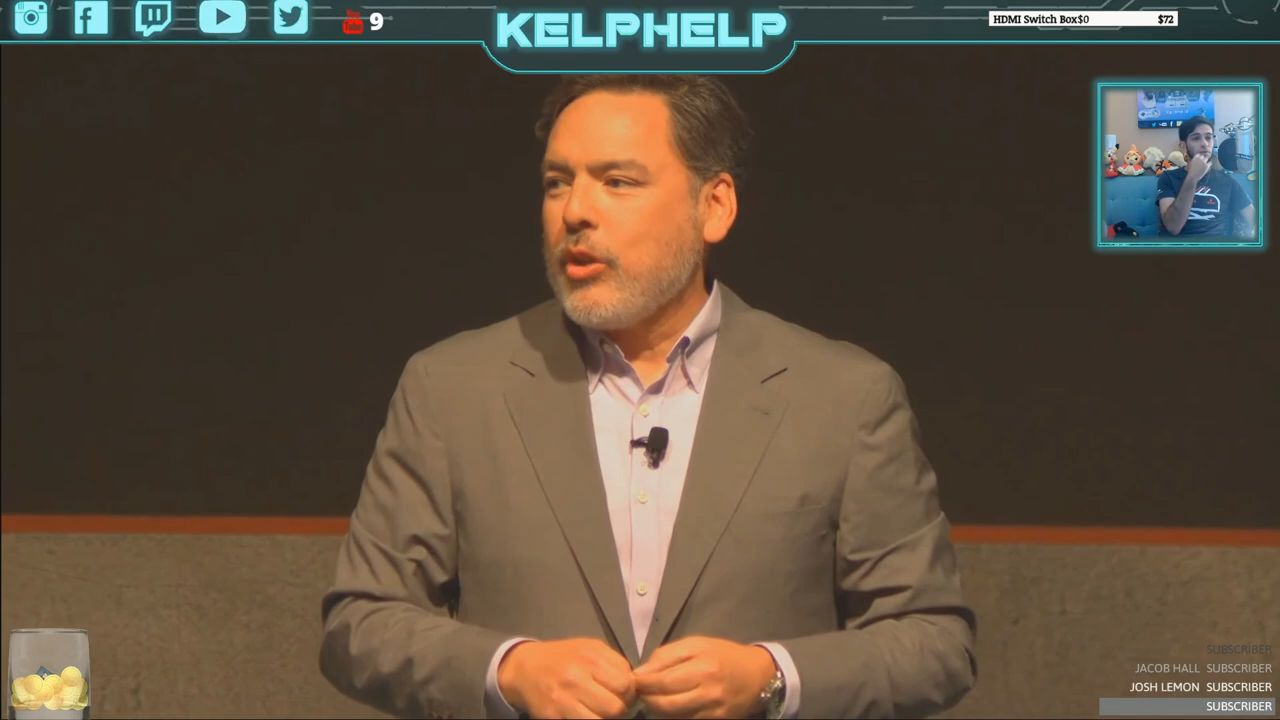 9
KELPHELP
HDMI Switch Box$0 $72
SUBSCRIBER
JACOB HALL SUBSCRIBER
JOSH LEMON SUBSCRIBER
SUBSCRIBER